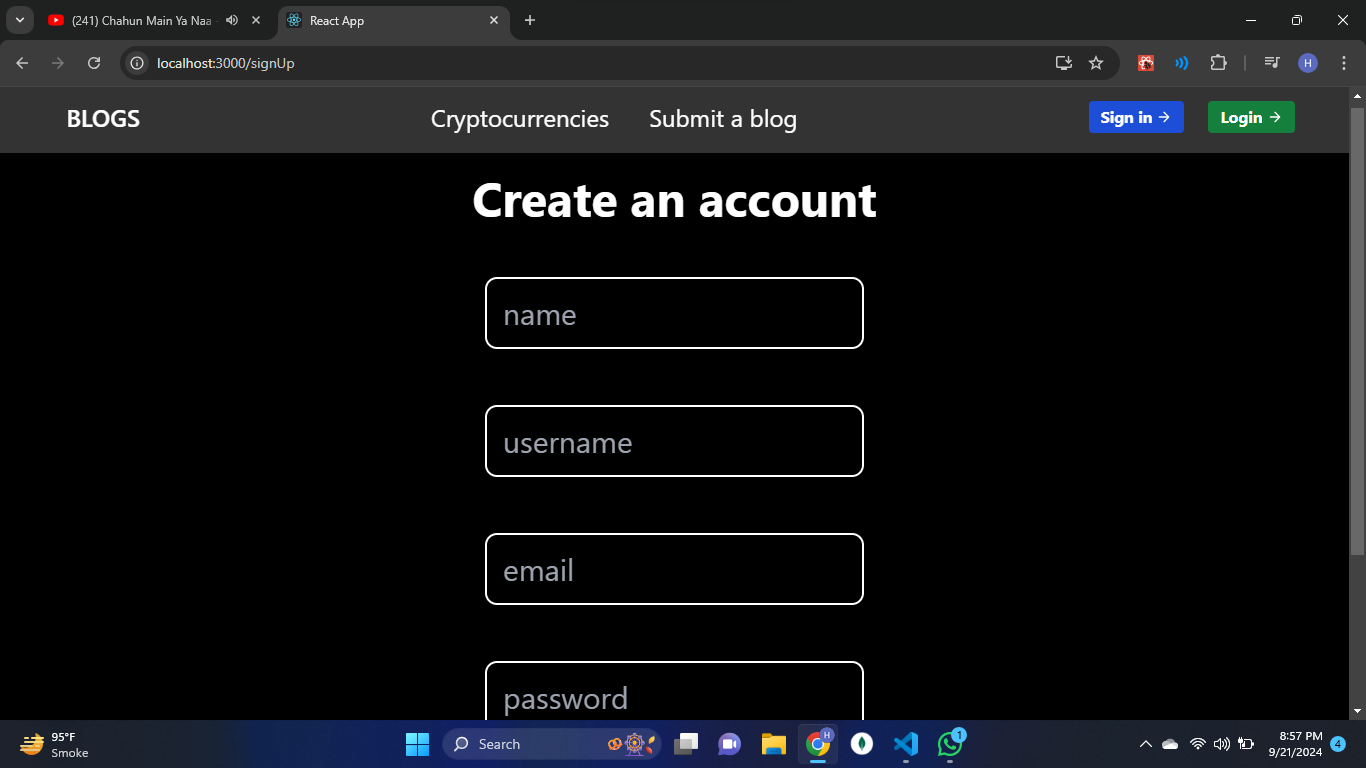 (241) Chahun Main Ya Naa
React App
localhost:3000/signUp
H
BLOGS
Cryptocurrencies
Submit a blog
Sign in →
Login →
Create an account
name
username
email
password
95°F
Smoke
Search
H
1
8:57 PM
9/21/2024
4